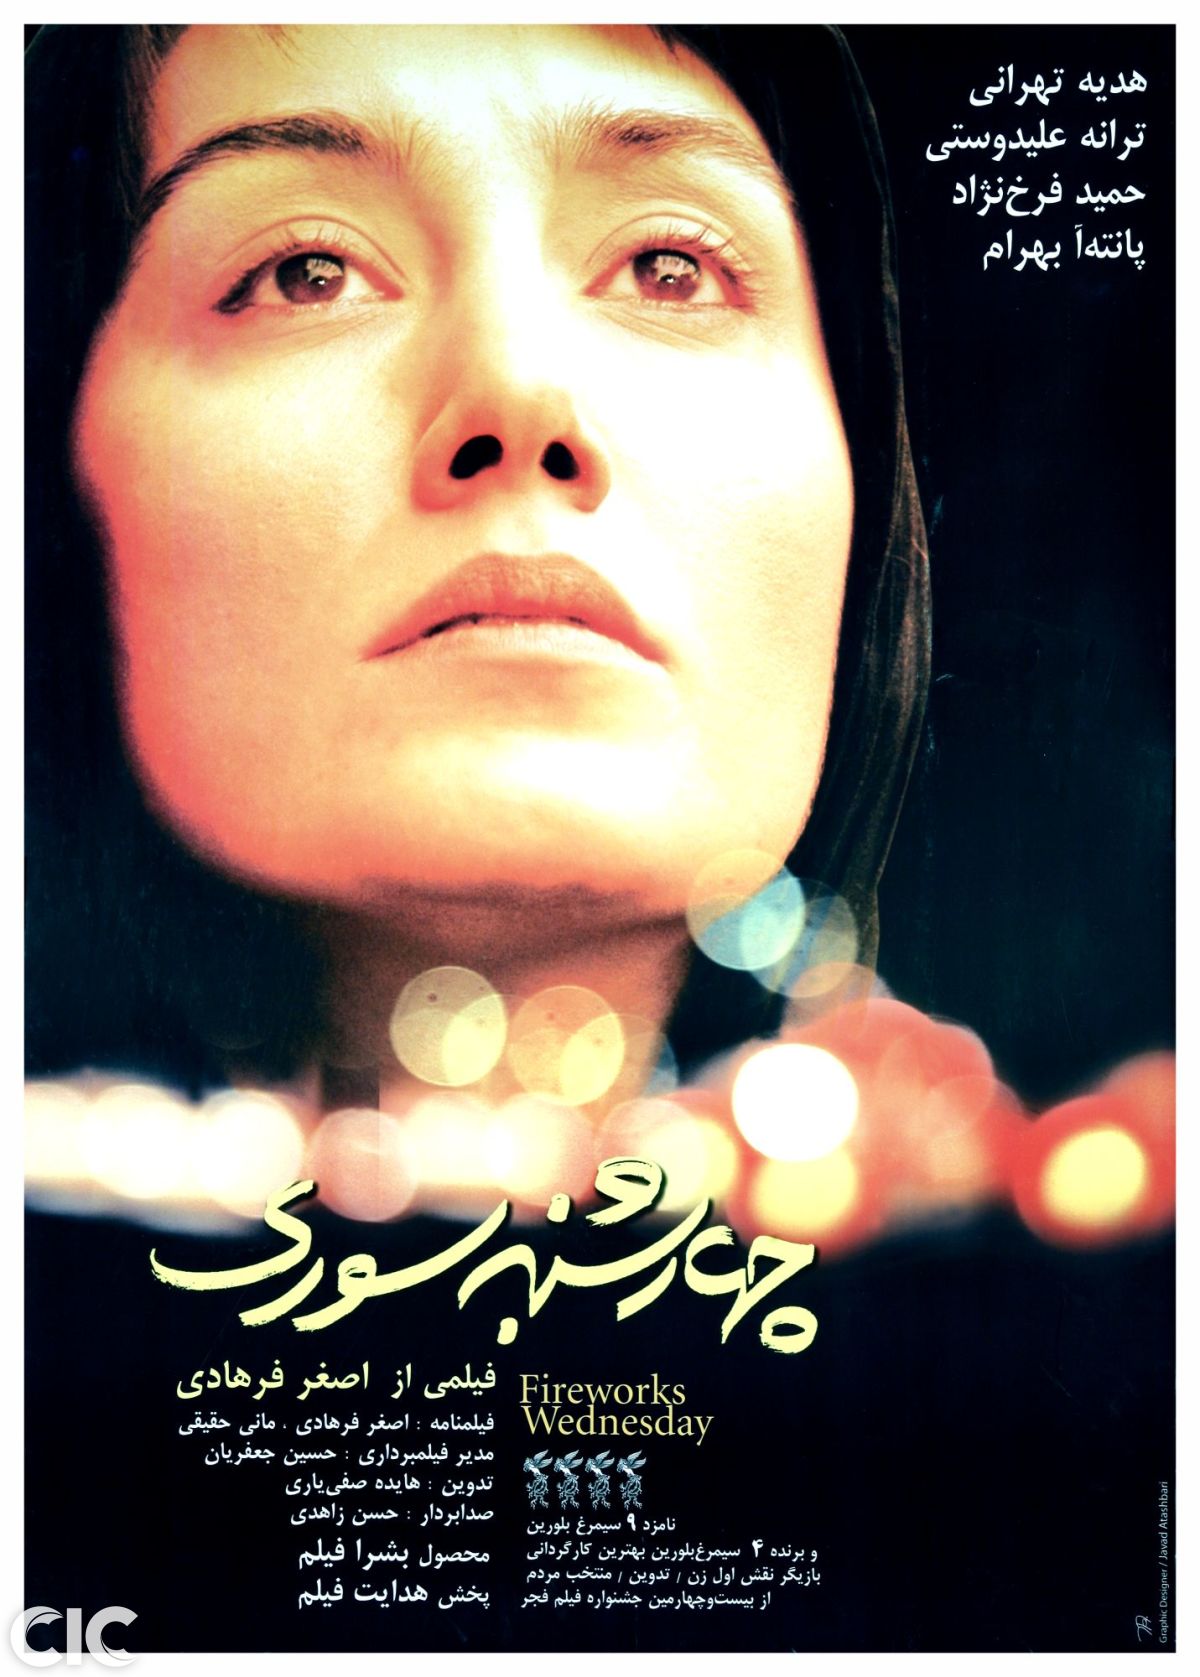 هدیه تهرانی
ترانه علیدوستی
حمید فرخ‌نژاد
پانته‌آ بهرام
چهارشنبه سوری
فیلمی از اصغر فرهادی
فیلمنامه : اصغر فرهادی ، مانی حقیقی
مدیر فیلمبرداری : حسین جعفریان
تدوین : هایده صفی‌یاری
صدابردار : حسن زاهدی
محصول بشرا فیلم
پخش هدایت فیلم
Fireworks
Wednesday
نامزد ۹ سیمرغ بلورین
و برنده ۴ سیمرغ‌بلورین بهترین کارگردانی
بازیگر نقش اول زن / تدوین / منتخب مردم
از بیست‌وچهارمین جشنواره فیلم فجر
Graphic Designer / Javad Atashbari
CIC